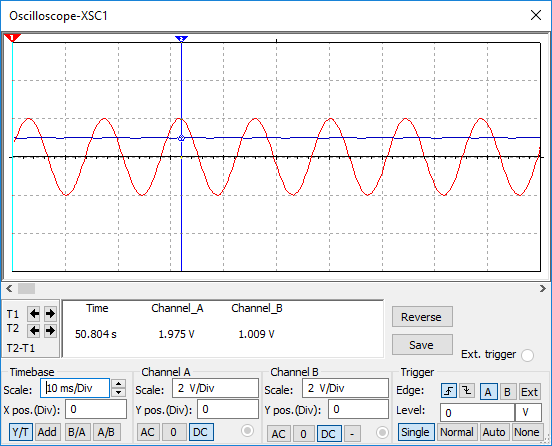 Oscilloscope-XSC1
1
2
T1
T2
T2-T1
Time Channel_A Channel_B
50.804 s 1.975 V 1.009 V
Reverse
Save
Ext. trigger
Timebase
Scale: 10 ms/Div
X pos.(Div): 0
Y/T Add B/A A/B
Channel A
Scale: 2 V/Div
Y pos.(Div): 0
AC 0 DC
Channel B
Scale: 2 V/Div
Y pos.(Div): 0
AC 0 DC -
Trigger
Edge: A B Ext
Level: 0 V
Single Normal Auto None